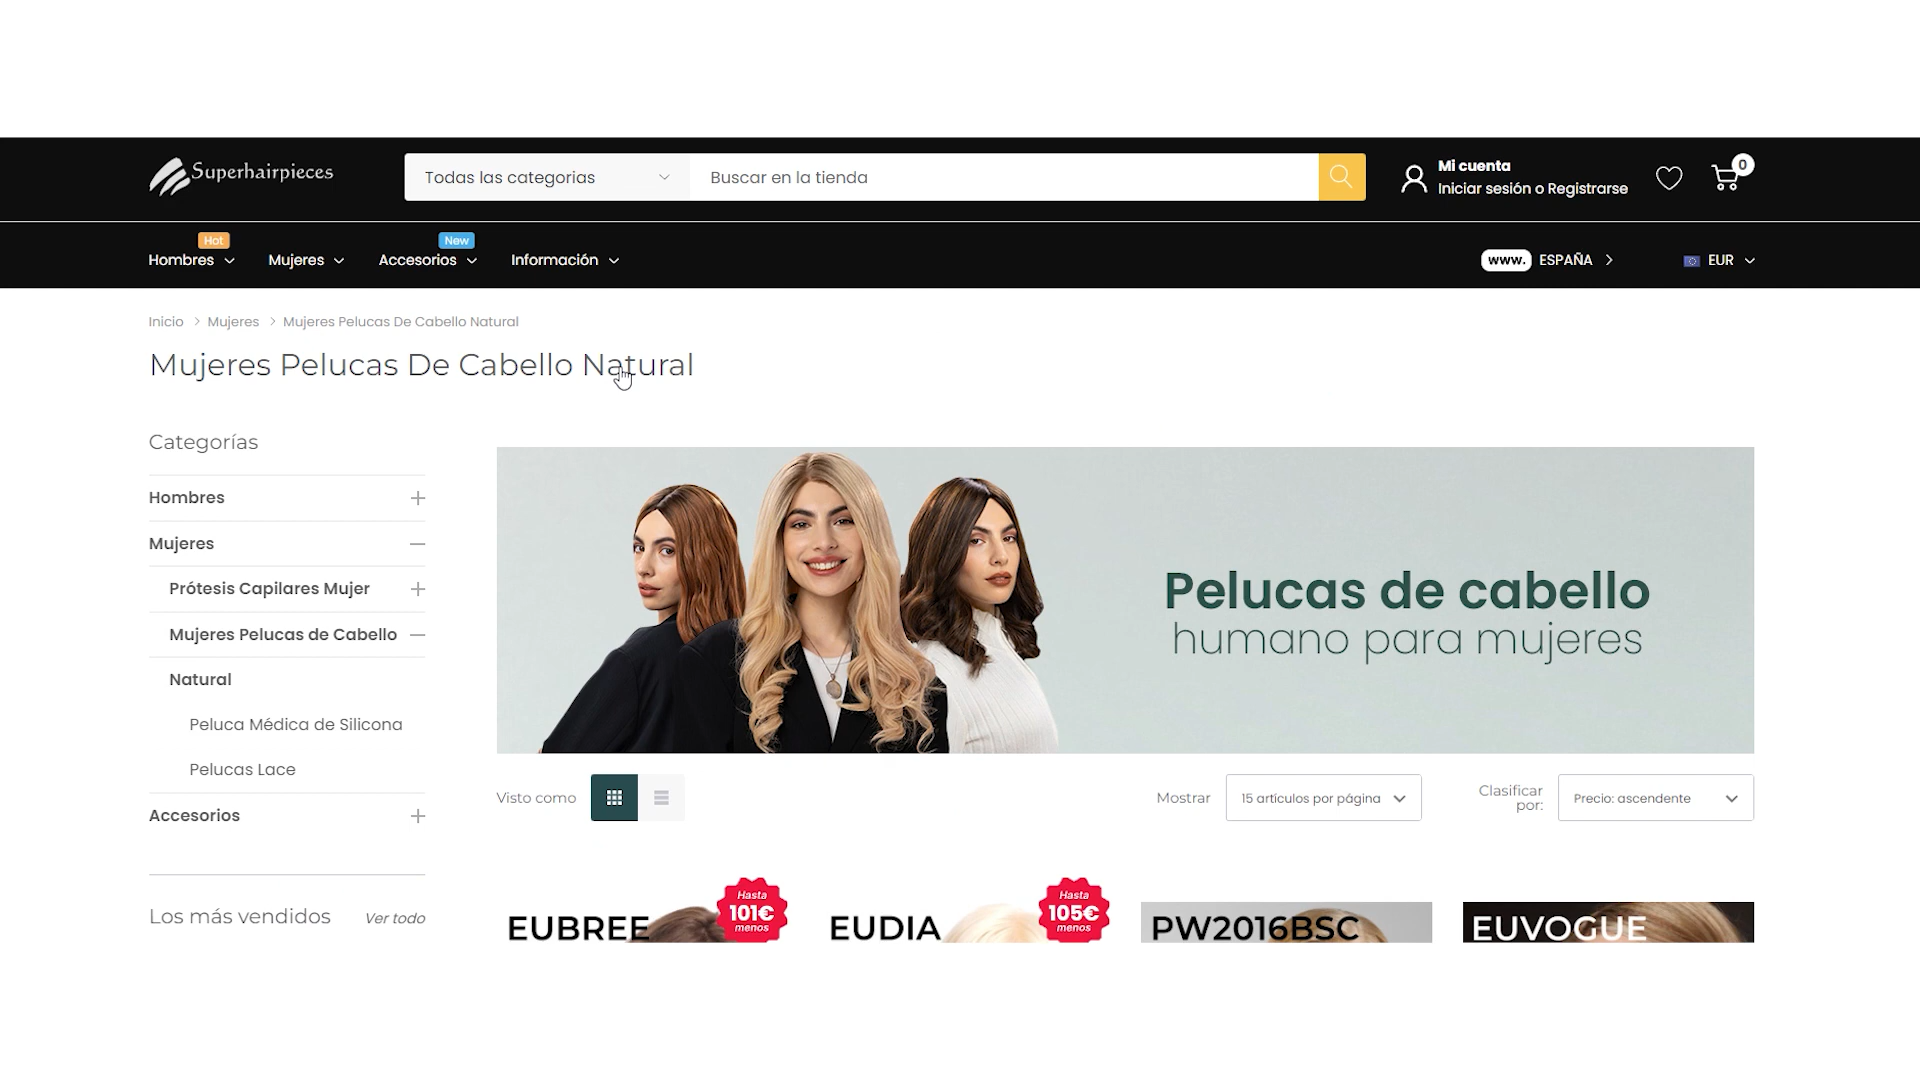 Superhairpieces
Todas las categorias
Buscar en la tienda
Mi cuenta
Iniciar sesión o Registrarse
0
Hot
New
Hombres
Mujeres
Accesorios
Información
www.
ESPAÑA
EUR
Inicio > Mujeres > Mujeres Pelucas De Cabello Natural
Mujeres Pelucas De Cabello Natural
Categorías
Hombres
Mujeres
Prótesis Capilares Mujer
Mujeres Pelucas de Cabello
Natural
Peluca Médica de Silicona
Pelucas Lace
Accesorios
Los más vendidos
Ver todo
Pelucas de cabello
humano para mujeres
Visto como
Mostrar
15 artículos por página
Clasificar
por:
Precio: ascendente
EUBREE
Hasta
101€
menos
EUDIA
Hasta
105€
menos
PW2016BSC
EUVOGUE